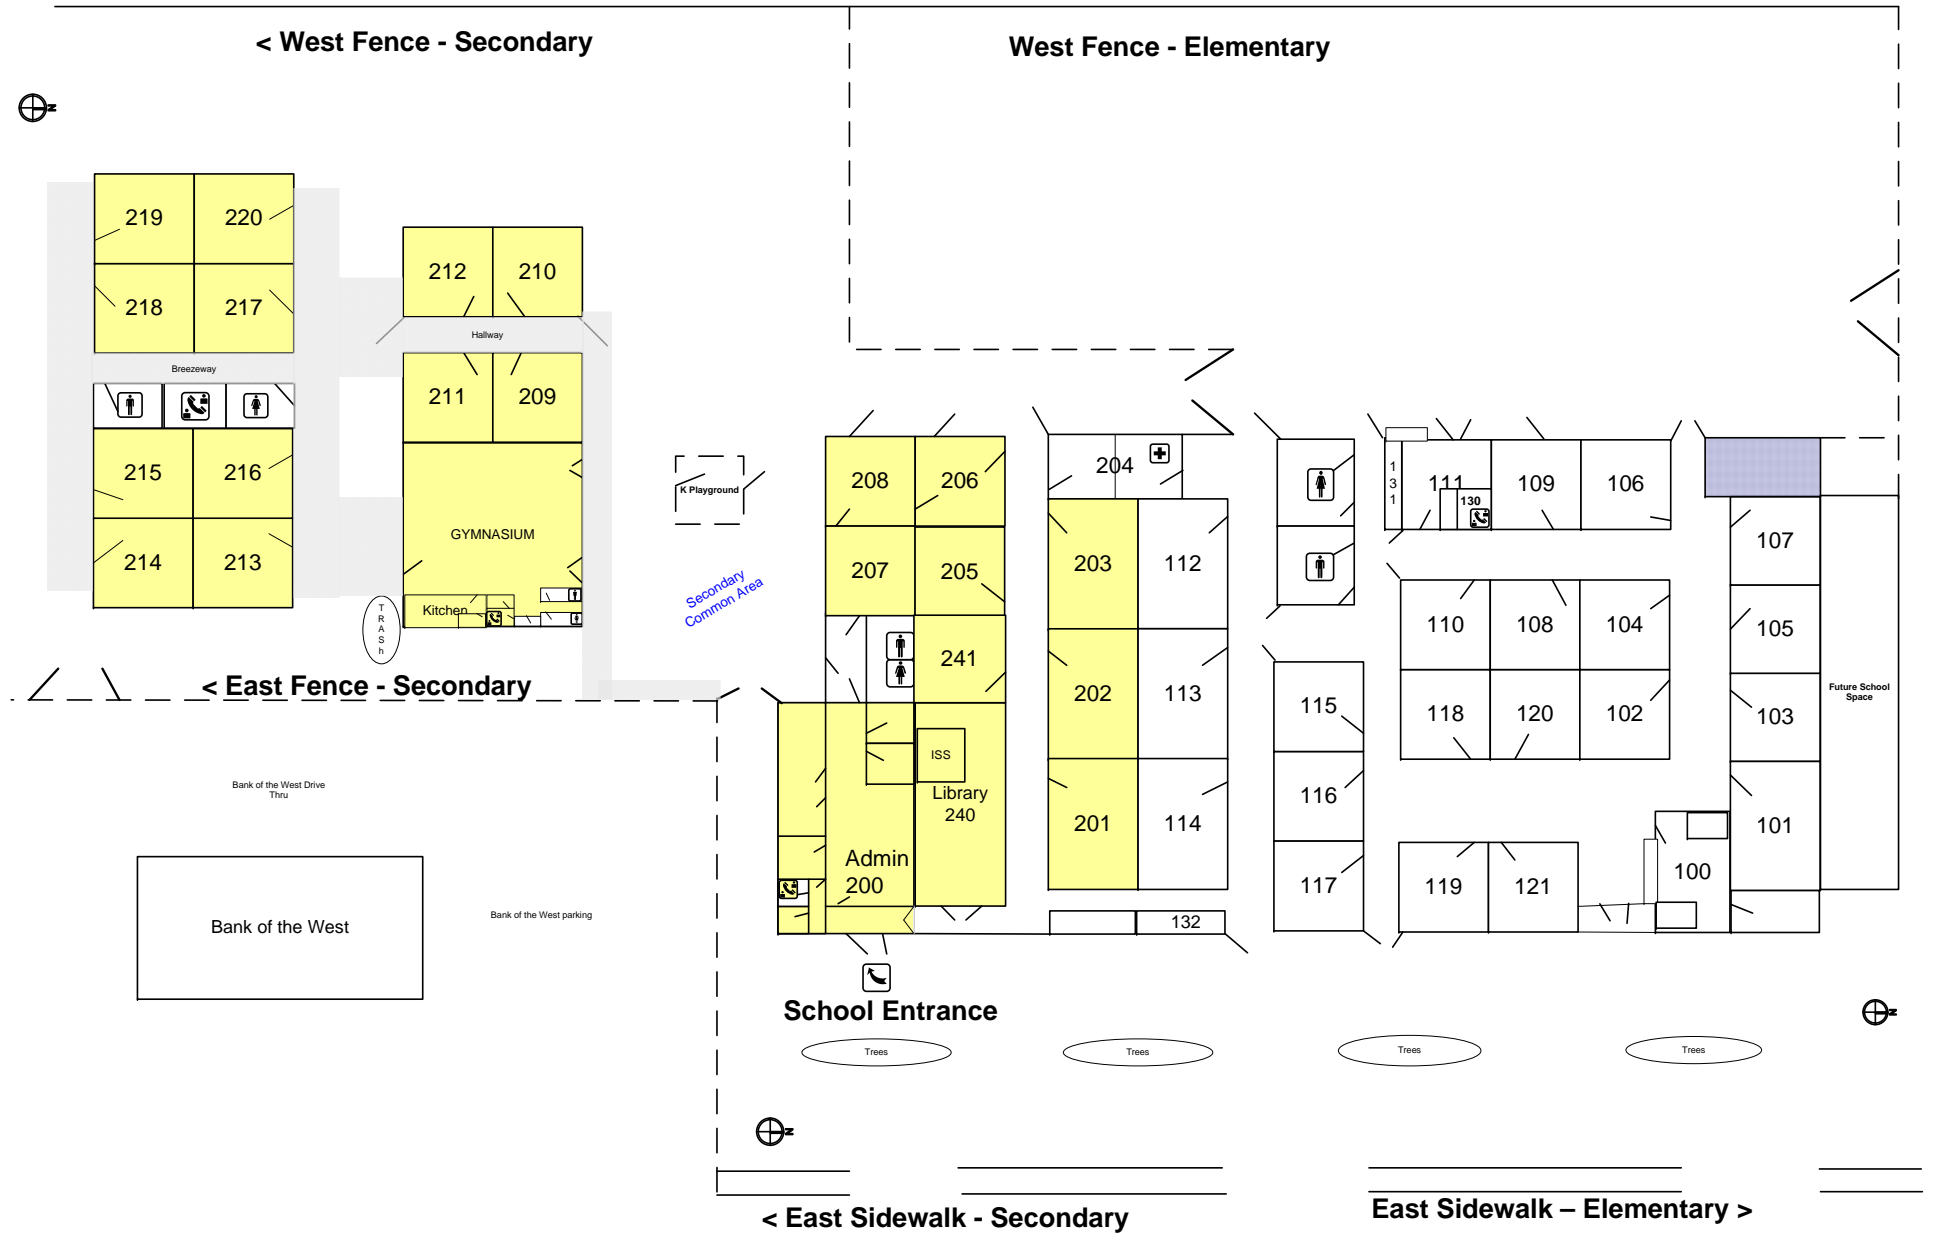 < West Fence - Secondary
West Fence - Elementary
N
219
220
218
217
Breezeway
215
216
214
213
212
210
Hallway
211
209
GYMNASIUM
Kitchen
T
R
A
S
h
K Playground
Secondary
Common Area
< East Fence - Secondary
Bank of the West Drive
Thru
Bank of the West
Bank of the West parking
208
206
207
205
241
ISS
Library
240
Admin
200
204
203
112
202
113
201
114
132
1
3
1
111
130
109
106
107
110
108
104
105
118
120
102
103
115
116
117
119
121
100
101
Future School
Space
School Entrance
N
Trees
Trees
Trees
Trees
N
< East Sidewalk - Secondary
East Sidewalk – Elementary >